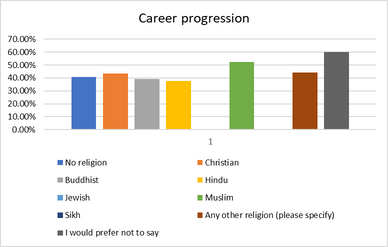 Career progression
70.00%
60.00%
50.00%
40.00%
30.00%
20.00%
10.00%
0.00%
1
No religion
Christian
Buddhist
Hindu
Jewish
Muslim
Sikh
Any other religion (please specify)
I would prefer not to say